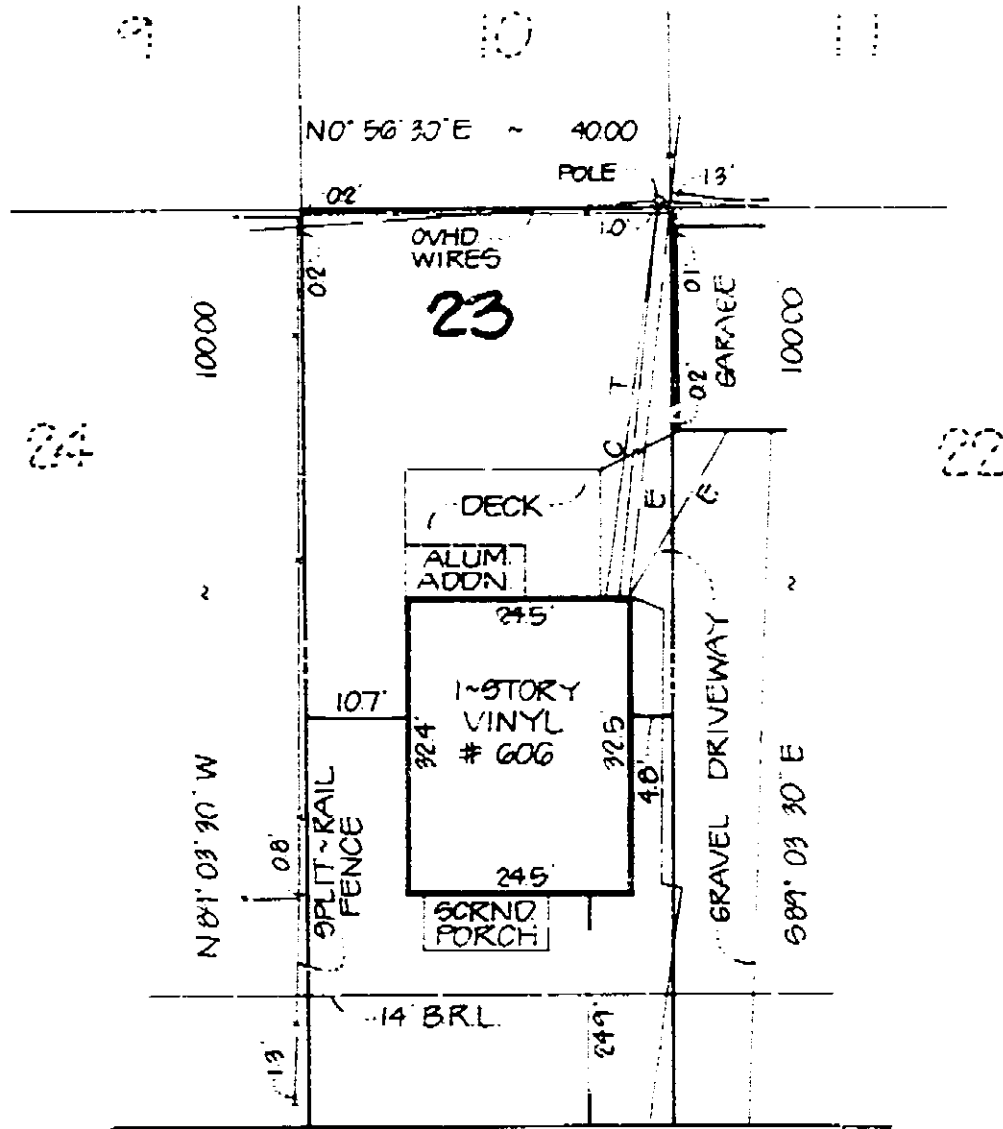 9
10
11
N0° 56' 30" E ~ 40.00
POLE
1.3'
0.2'
1.0'
OVHD
WIRES
0.2'
0.1'
23
GARAGE
100.00
100.00
T
0.2'
C
24
22
E
E
DECK
ALUM.
ADDN
~
~
24.5'
1~STORY
VINYL
# 606
10.7'
32.4'
32.5'
4.8'
GRAVEL DRIVEWAY
N 89° 03' 30" W
S89° 03' 30" E
0.8'
SPLIT~RAIL
FENCE
24.5'
SCRND.
PORCH
14' B.R.L.
24.9'
1.3'